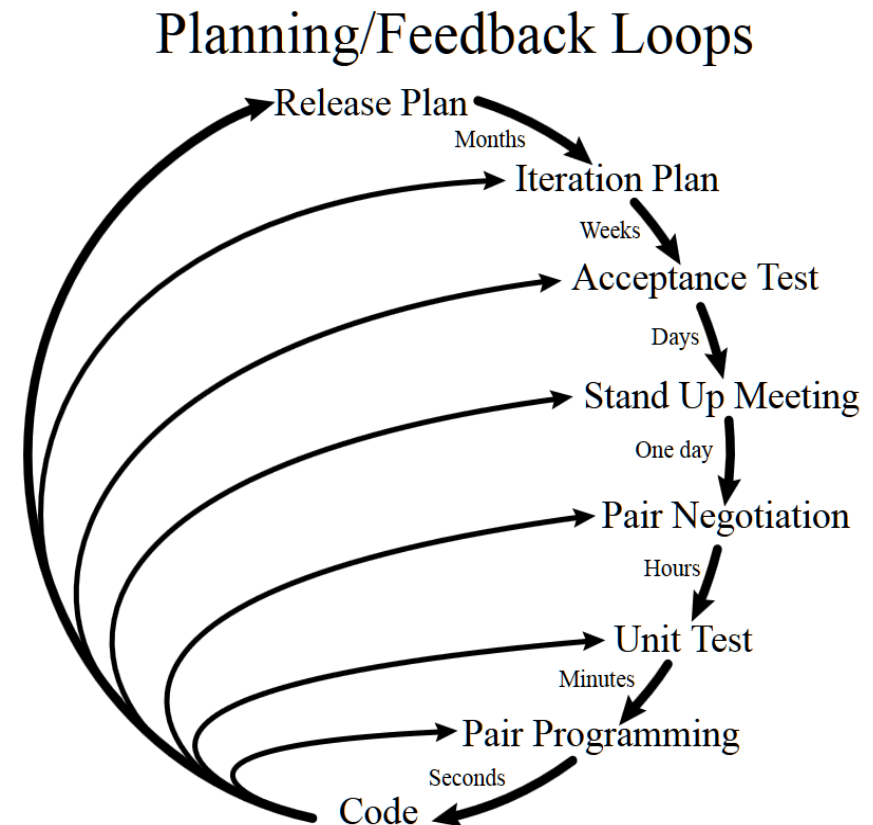 Planning/Feedback Loops
Release Plan
Months
Iteration Plan
Weeks
Acceptance Test
Days
Stand Up Meeting
One day
Pair Negotiation
Hours
Unit Test
Minutes
Pair Programming
Seconds
Code